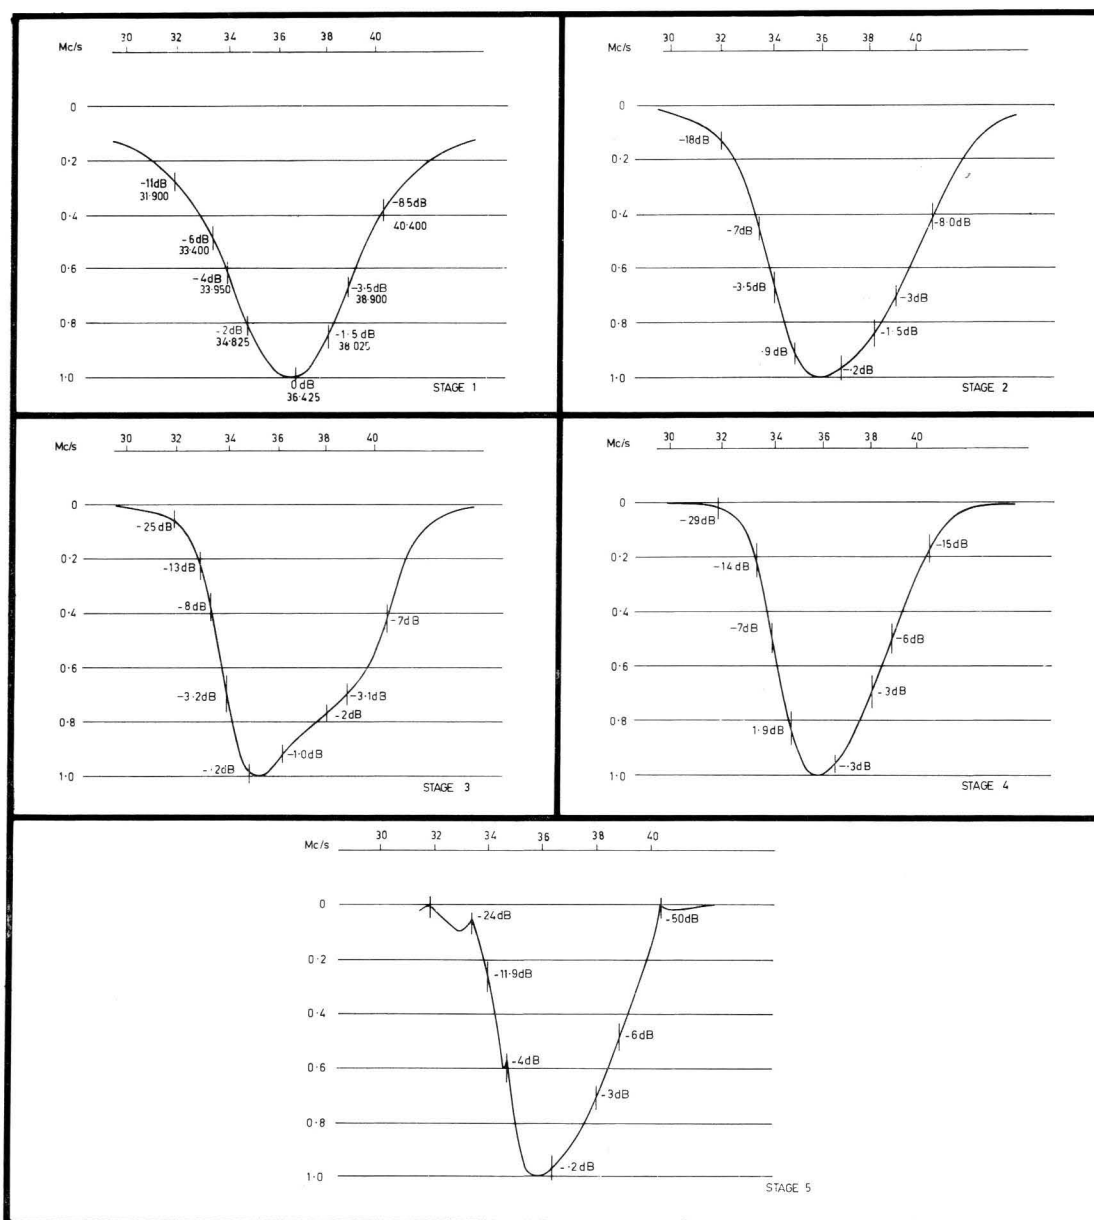 Mc/s 30 32 34 36 38 40
0
0·2
-11dB
31.900
-8·5dB
40·400
0·4
-6dB
33.400
0·6
-4dB
33.950
-3.5dB
38·900
0·8
-2dB
34.825
-1.5dB
38 025
1·0
0dB
36.425
STAGE 1
Mc/s 30 32 34 36 38 40
0
-18dB
0·2
0·4
-7dB
-8·0dB
0·6
-3·5dB
-3dB
0·8
-1·5dB
·9dB
-·2dB
1·0
STAGE 2
Mc/s 30 32 34 36 38 40
0
-25dB
0·2
-13dB
-8dB
0·4
-7dB
0·6
-3·2dB
-3·1dB
0·8
-2dB
-1·0dB
-·2dB
1·0
STAGE 3
Mc/s 30 32 34 36 38 40
0
-29dB
-15dB
0·2
-14dB
0·4
-7dB
-6dB
0·6
-3dB
0·8
1·9dB
-·3dB
1·0
STAGE 4
Mc/s 30 32 34 36 38 40
0
-24dB
-50dB
0·2
-11·9dB
0·4
-6dB
-4dB
0·6
-3dB
0·8
-·2dB
1·0
STAGE 5